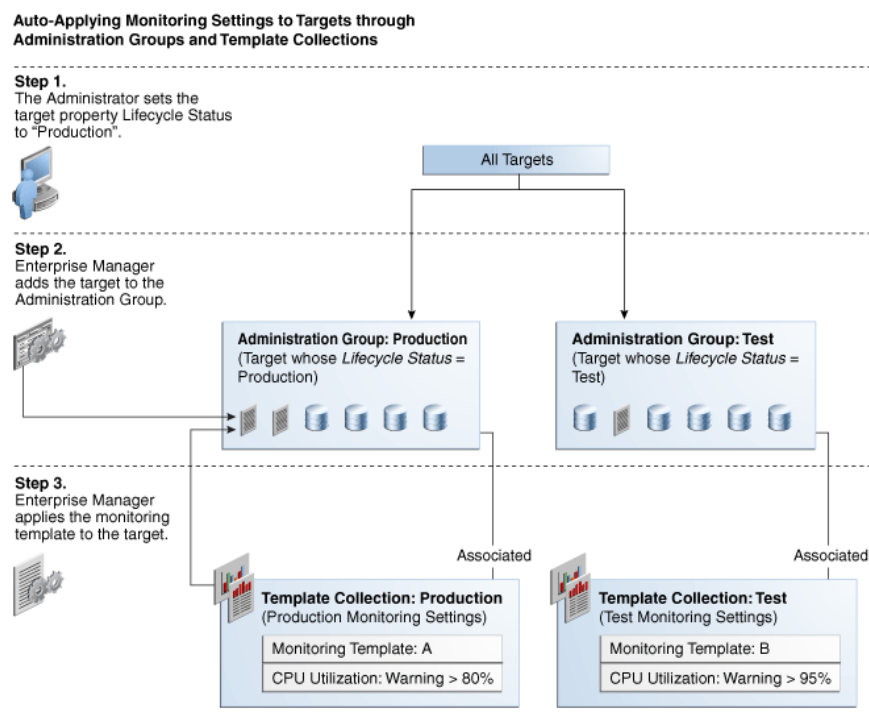 Auto-Applying Monitoring Settings to Targets through
Administration Groups and Template Collections
Step 1.
The Administrator sets the
target property Lifecycle Status
to “Production”.
All Targets
Step 2.
Enterprise Manager
adds the target to the
Administration Group.
Administration Group: Production
(Target whose Lifecycle Status =
Production)
Administration Group: Test
(Target whose Lifecycle Status =
Test)
Step 3.
Enterprise Manager
applies the monitoring
template to the target.
Associated
Associated
Template Collection: Production
(Production Monitoring Settings)
Monitoring Template: A
CPU Utilization: Warning > 80%
Template Collection: Test
(Test Monitoring Settings)
Monitoring Template: B
CPU Utilization: Warning > 95%